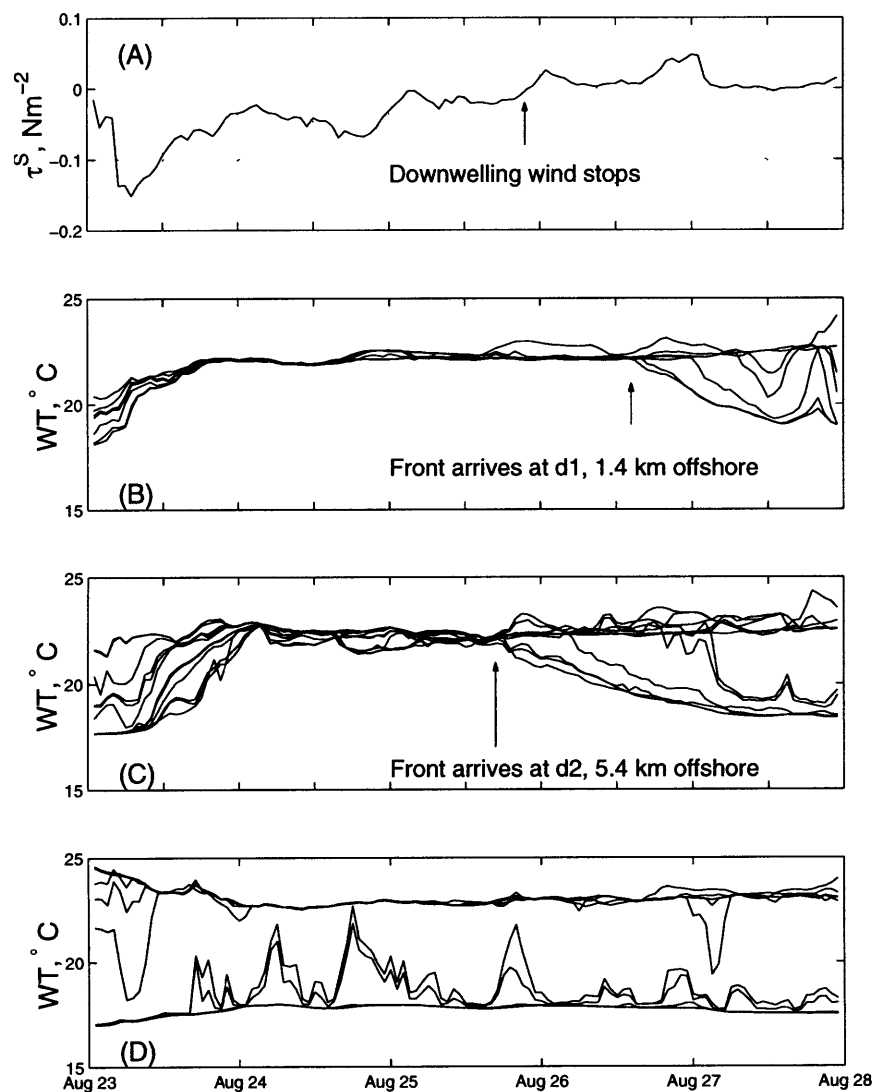 0.1
(A)
0
τˢ, Nm⁻²
−0.1
Downwelling wind stops
−0.2
25
WT,° C
20
Front arrives at d1, 1.4 km offshore
(B)
15
25
WT,° C
20
Front arrives at d2, 5.4 km offshore
(C)
15
25
WT,° C
20
(D)
15
Aug 23 Aug 24 Aug 25 Aug 26 Aug 27 Aug 28